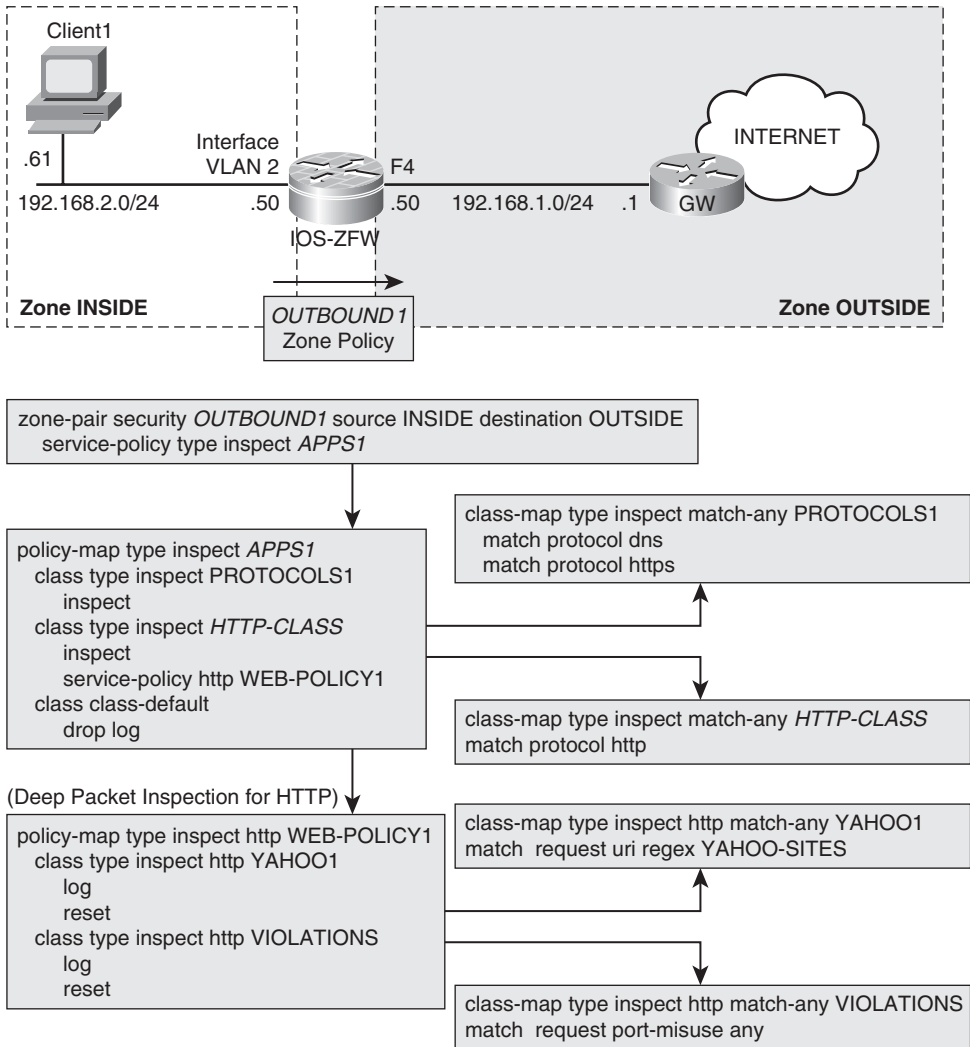 Client1
INTERNET
Interface
VLAN 2
F4
.61
192.168.2.0/24
.50
.50
192.168.1.0/24
.1
GW
IOS-ZFW
Zone INSIDE
Zone OUTSIDE
OUTBOUND1
Zone Policy
zone-pair security OUTBOUND1 source INSIDE destination OUTSIDE
service-policy type inspect APPS1
policy-map type inspect APPS1
class type inspect PROTOCOLS1
inspect
class type inspect HTTP-CLASS
inspect
service-policy http WEB-POLICY1
class class-default
drop log
class-map type inspect match-any PROTOCOLS1
match protocol dns
match protocol https
class-map type inspect match-any HTTP-CLASS
match protocol http
(Deep Packet Inspection for HTTP)
policy-map type inspect http WEB-POLICY1
class type inspect http YAHOO1
log
reset
class type inspect http VIOLATIONS
log
reset
class-map type inspect http match-any YAHOO1
match request uri regex YAHOO-SITES
class-map type inspect http match-any VIOLATIONS
match request port-misuse any